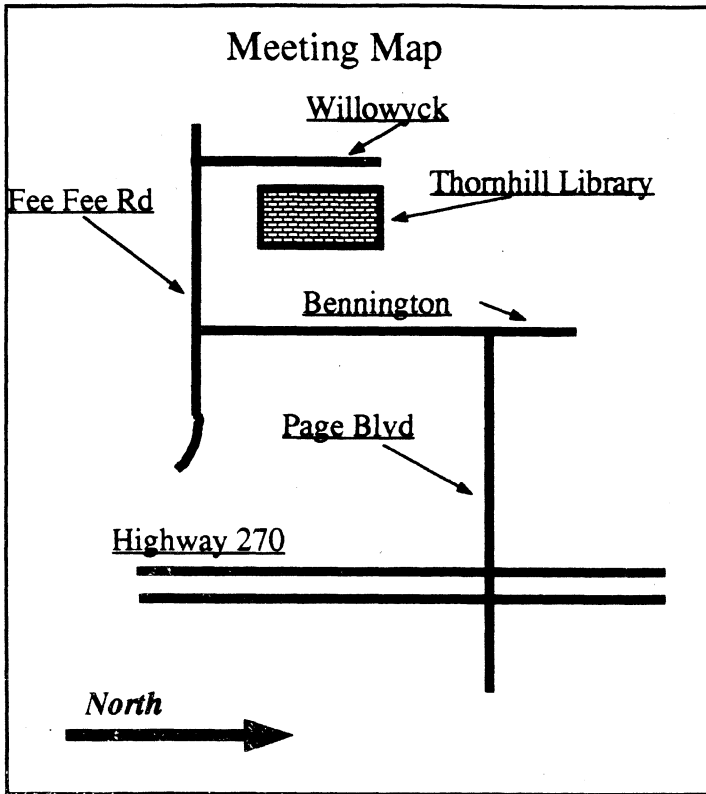 Meeting Map
Willowyck
Thornhill Library
Fee Fee Rd
Bennington
Page Blvd
Highway 270
North